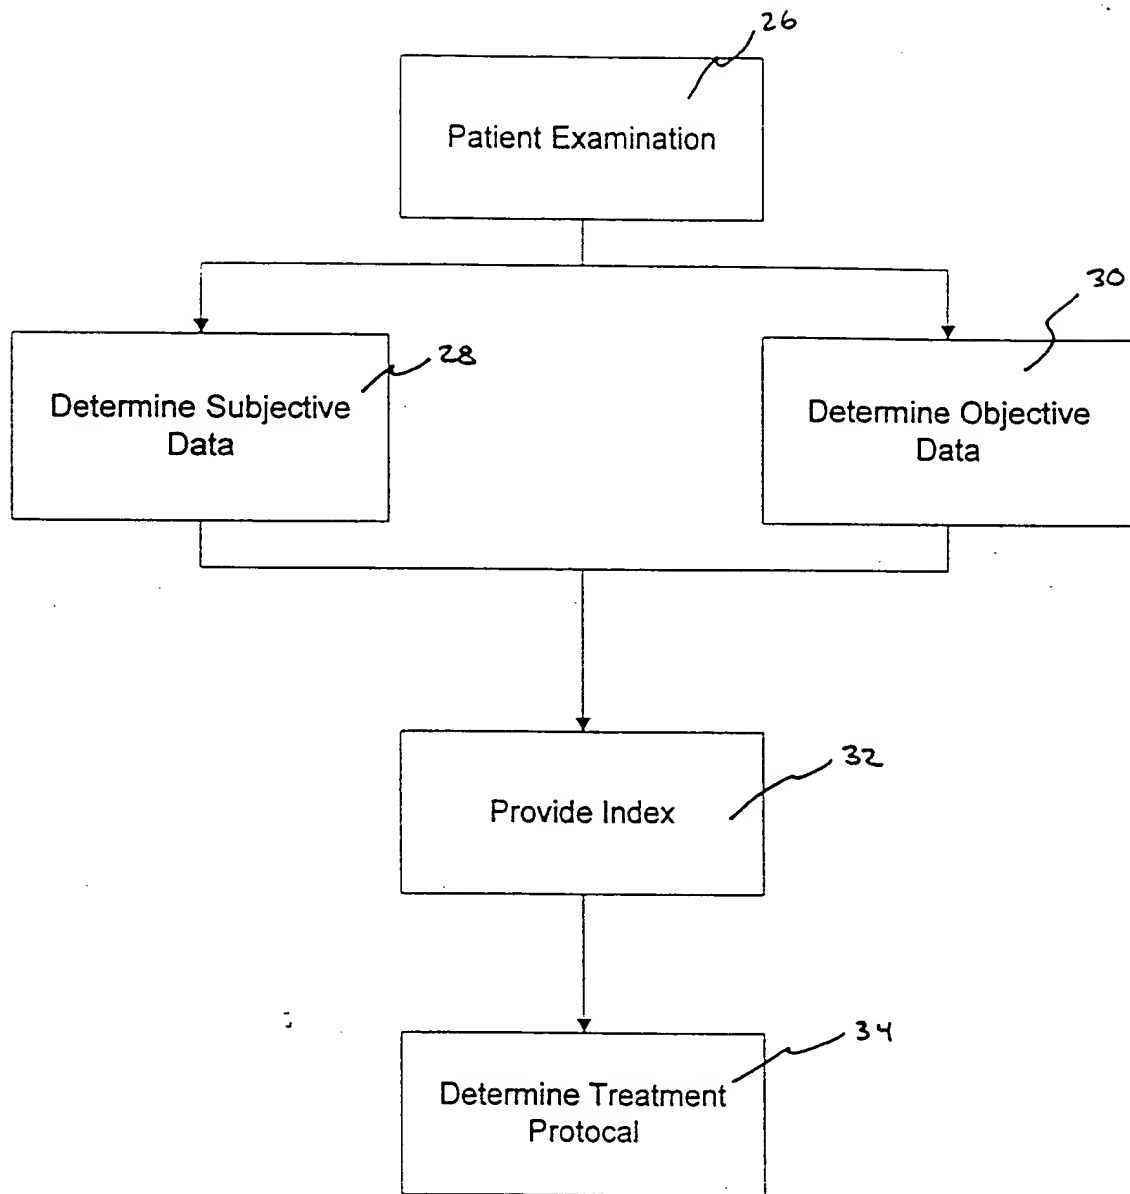 26
Patient Examination
30
28
Determine Subjective
Data
Determine Objective
Data
32
Provide Index
34
Determine Treatment
Protocal